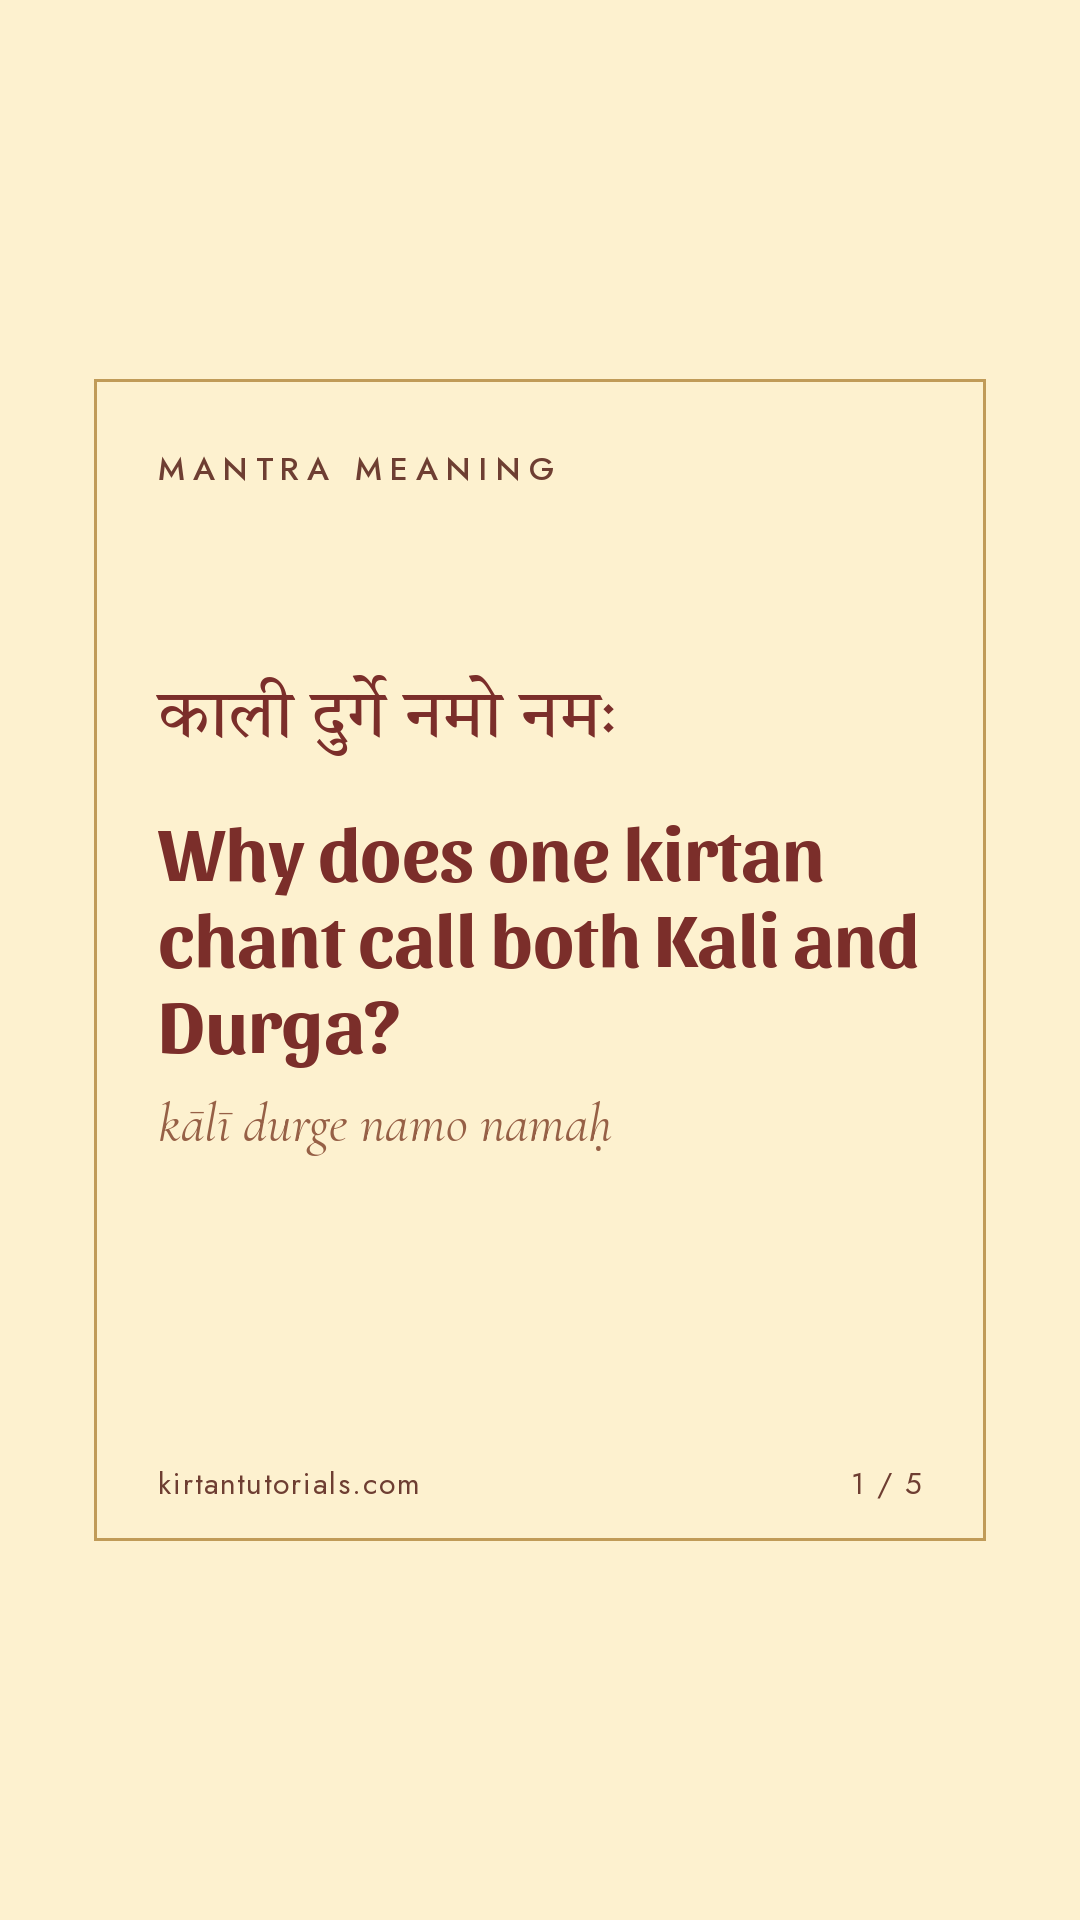 MANTRA MEANING
काली दुर्गे नमो नमः
Why does one kirtan
chant call both Kali and
Durga?
kālī durge namo namaḥ
kirtantutorials.com
1 / 5